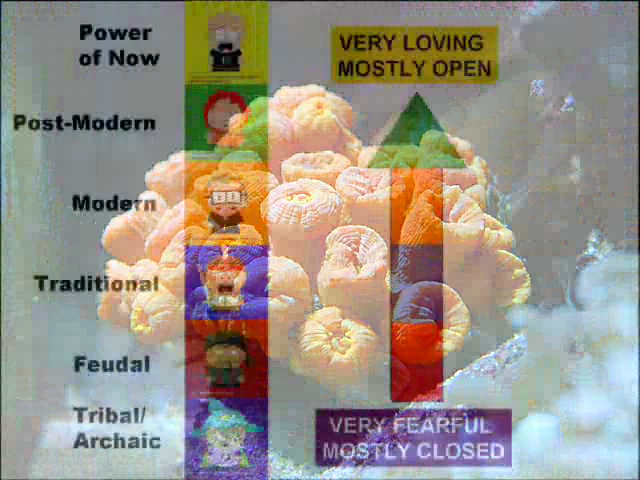 Power
of Now
VERY LOVING
MOSTLY OPEN
Post-Modern
Modern
Traditional
Feudal
Tribal/
Archaic
VERY FEARFUL
MOSTLY CLOSED